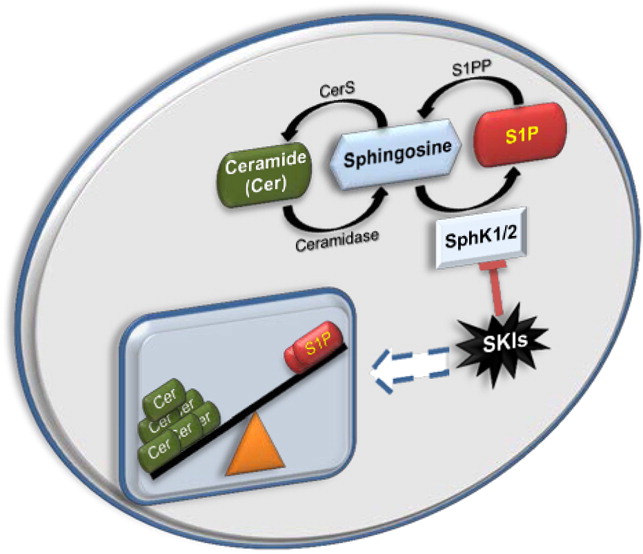 S1PP
CerS
S1P
Ceramide
(Cer)
Sphingosine
Ceramidase
SphK1/2
SKIs
S1P
Cer
Cer
Cer
Cer
Cer
Cer